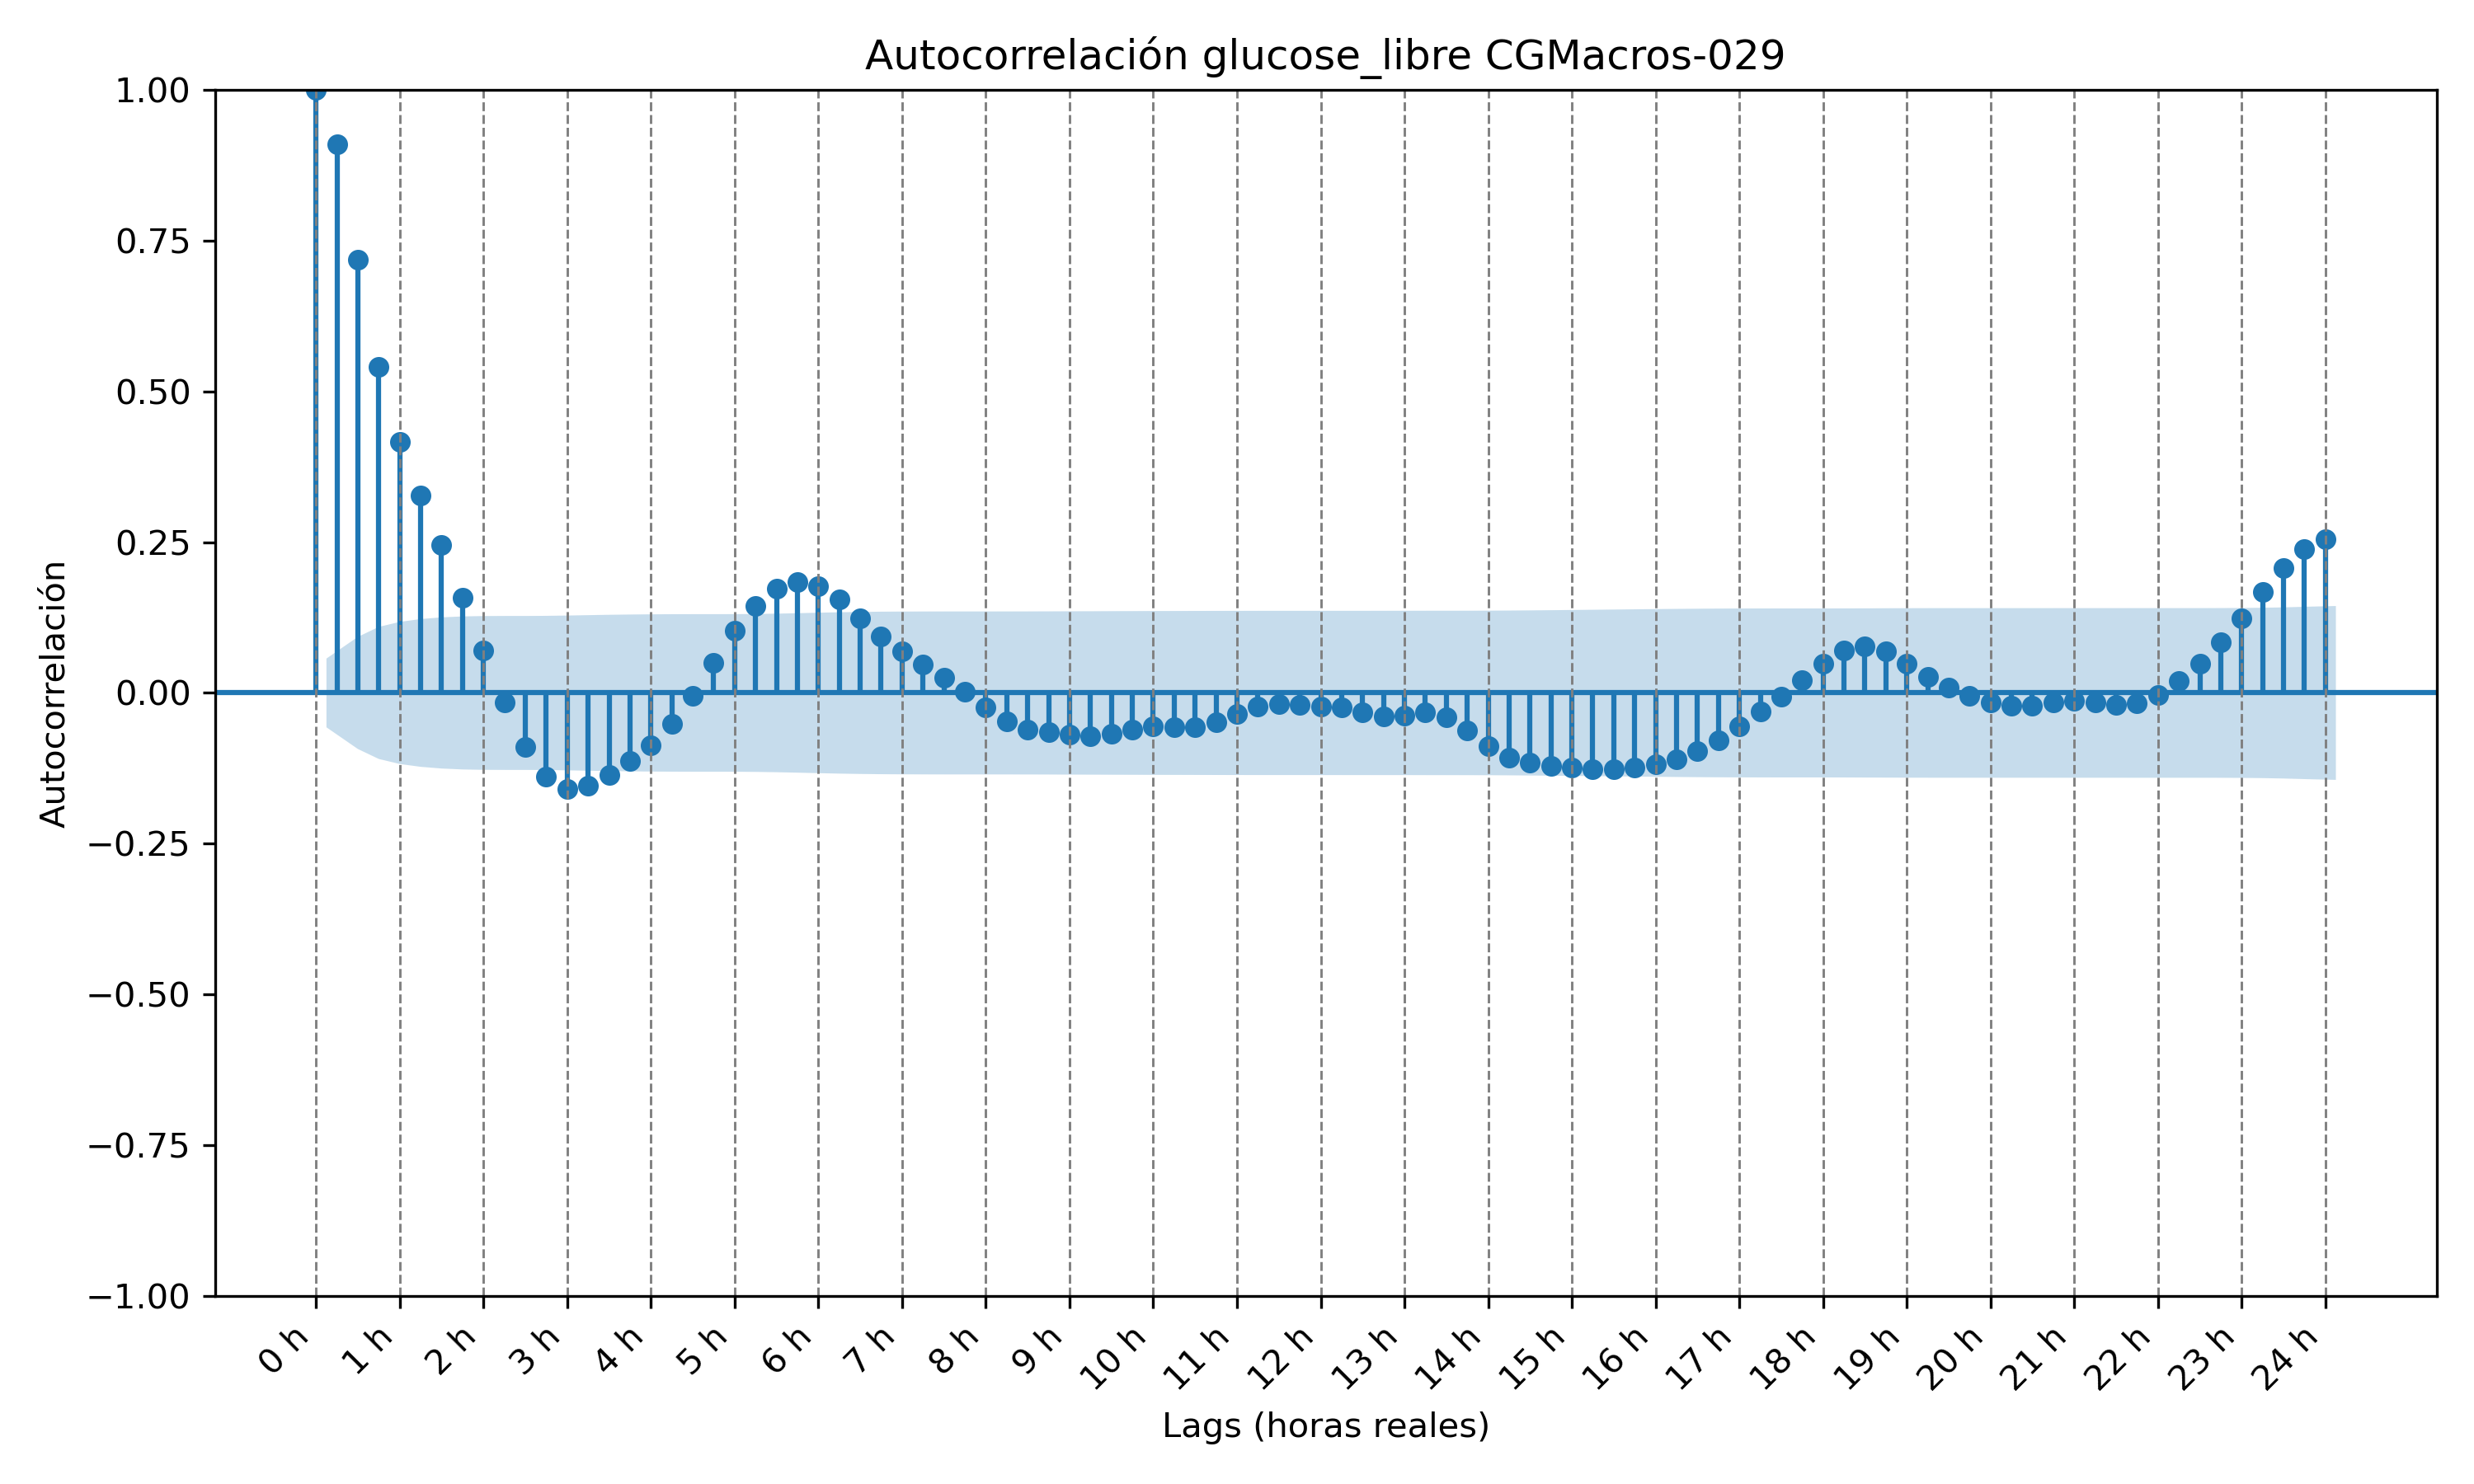 Autocorrelación glucose_libre CGMacros-029
1.00
0.75
0.50
0.25
0.00
−0.25
−0.50
−0.75
−1.00
Autocorrelación
0 h
1 h
2 h
3 h
4 h
5 h
6 h
7 h
8 h
9 h
10 h
11 h
12 h
13 h
14 h
15 h
16 h
17 h
18 h
19 h
20 h
21 h
22 h
23 h
24 h
Lags (horas reales)